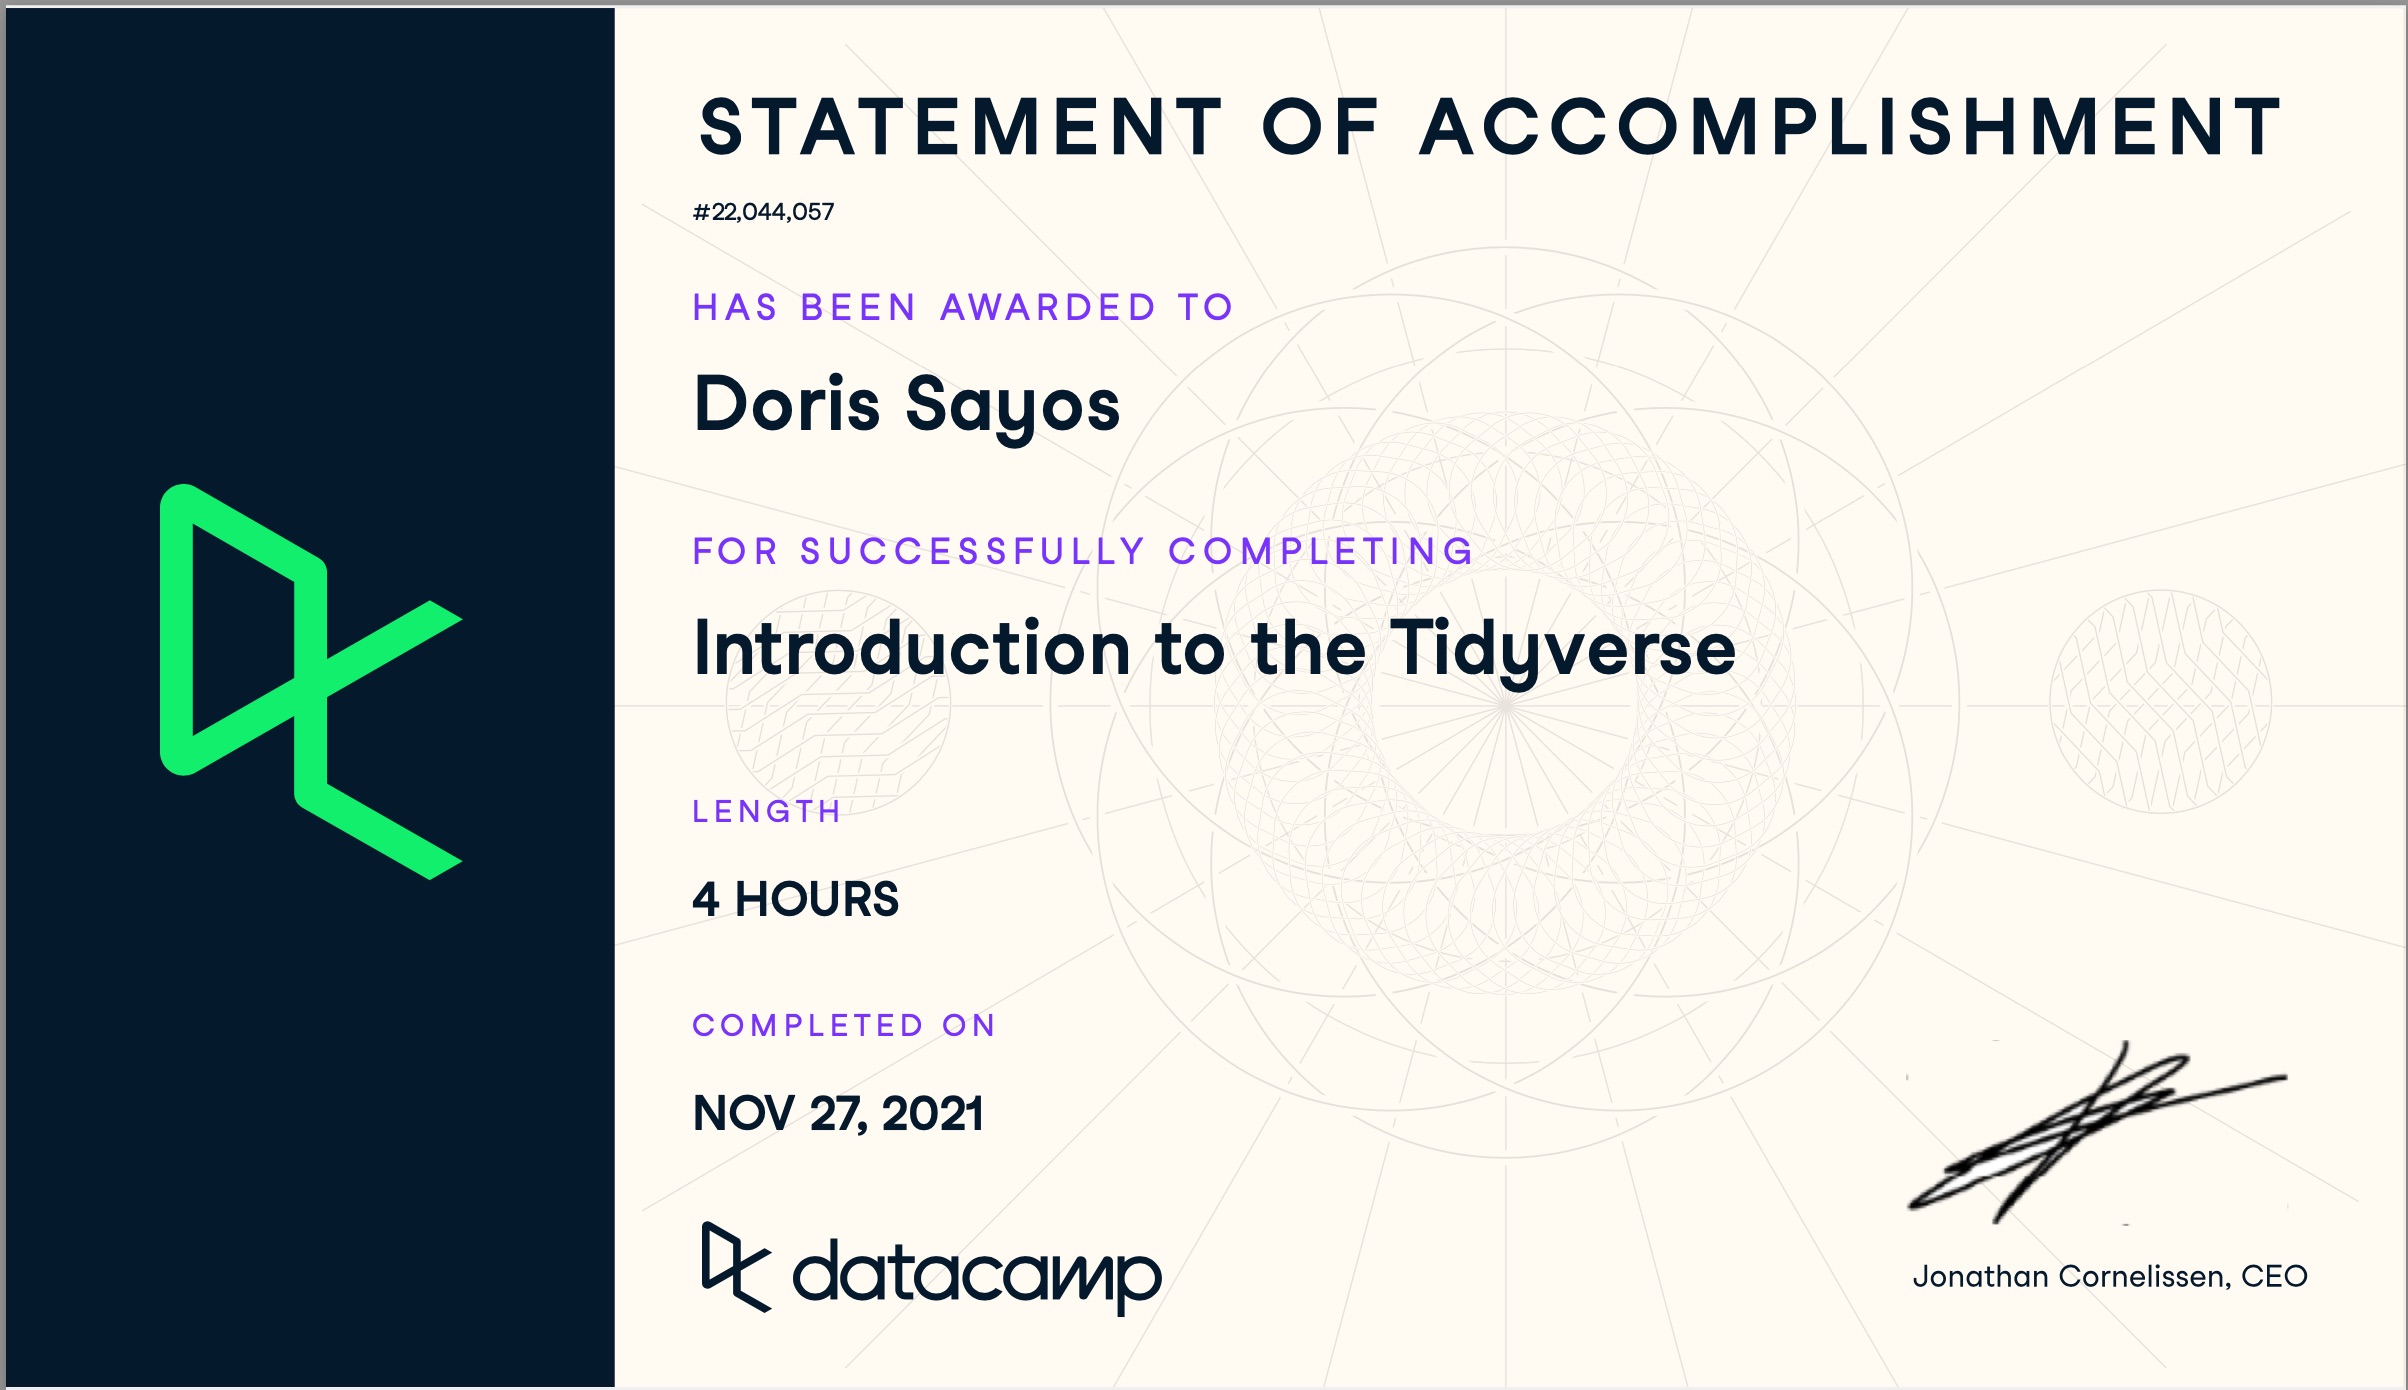 STATEMENT OF ACCOMPLISHMENT
#22,044,057
HAS BEEN AWARDED TO
Doris Sayos
FOR SUCCESSFULLY COMPLETING
Introduction to the Tidyverse
LENGTH
4 HOURS
COMPLETED ON
NOV 27, 2021
datacamp
Jonathan Cornelissen, CEO